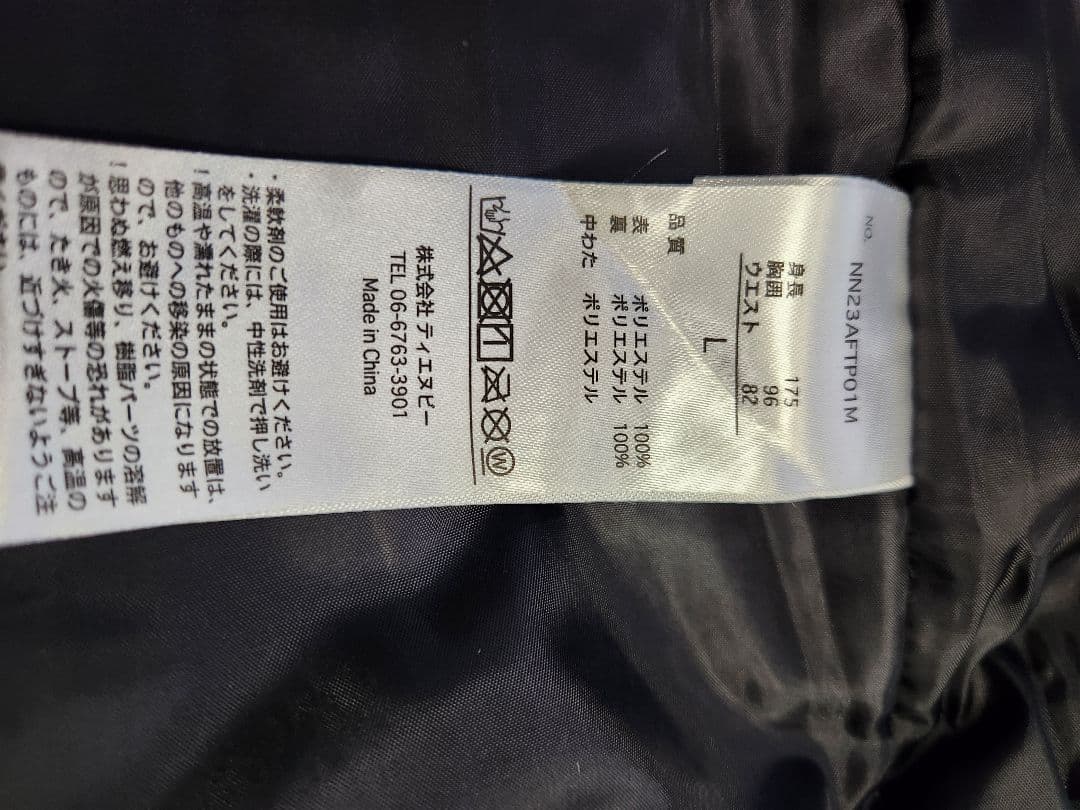 NO. NN23AFTP01M
身長 175
胸囲 96
ウエスト 82
L
品質
表 ポリエステル 100%
裏 ポリエステル 100%
中わた ポリエステル
W
株式会社 ティエヌピー
TEL 06-6763-3901
Made in China
・柔軟剤のご使用はお避けください。
・洗濯の際には、中性洗剤で押し洗い
をしてください。
！高温や濡れたままの状態での放置は、
他のものへの移染の原因になります
ので、お避けください。
！思わぬ燃え移り、樹脂パーツの溶解
が原因での火傷等の恐れがあります
ので、たき火、ストーブ等、高温の
ものには、近づけすぎないようご注